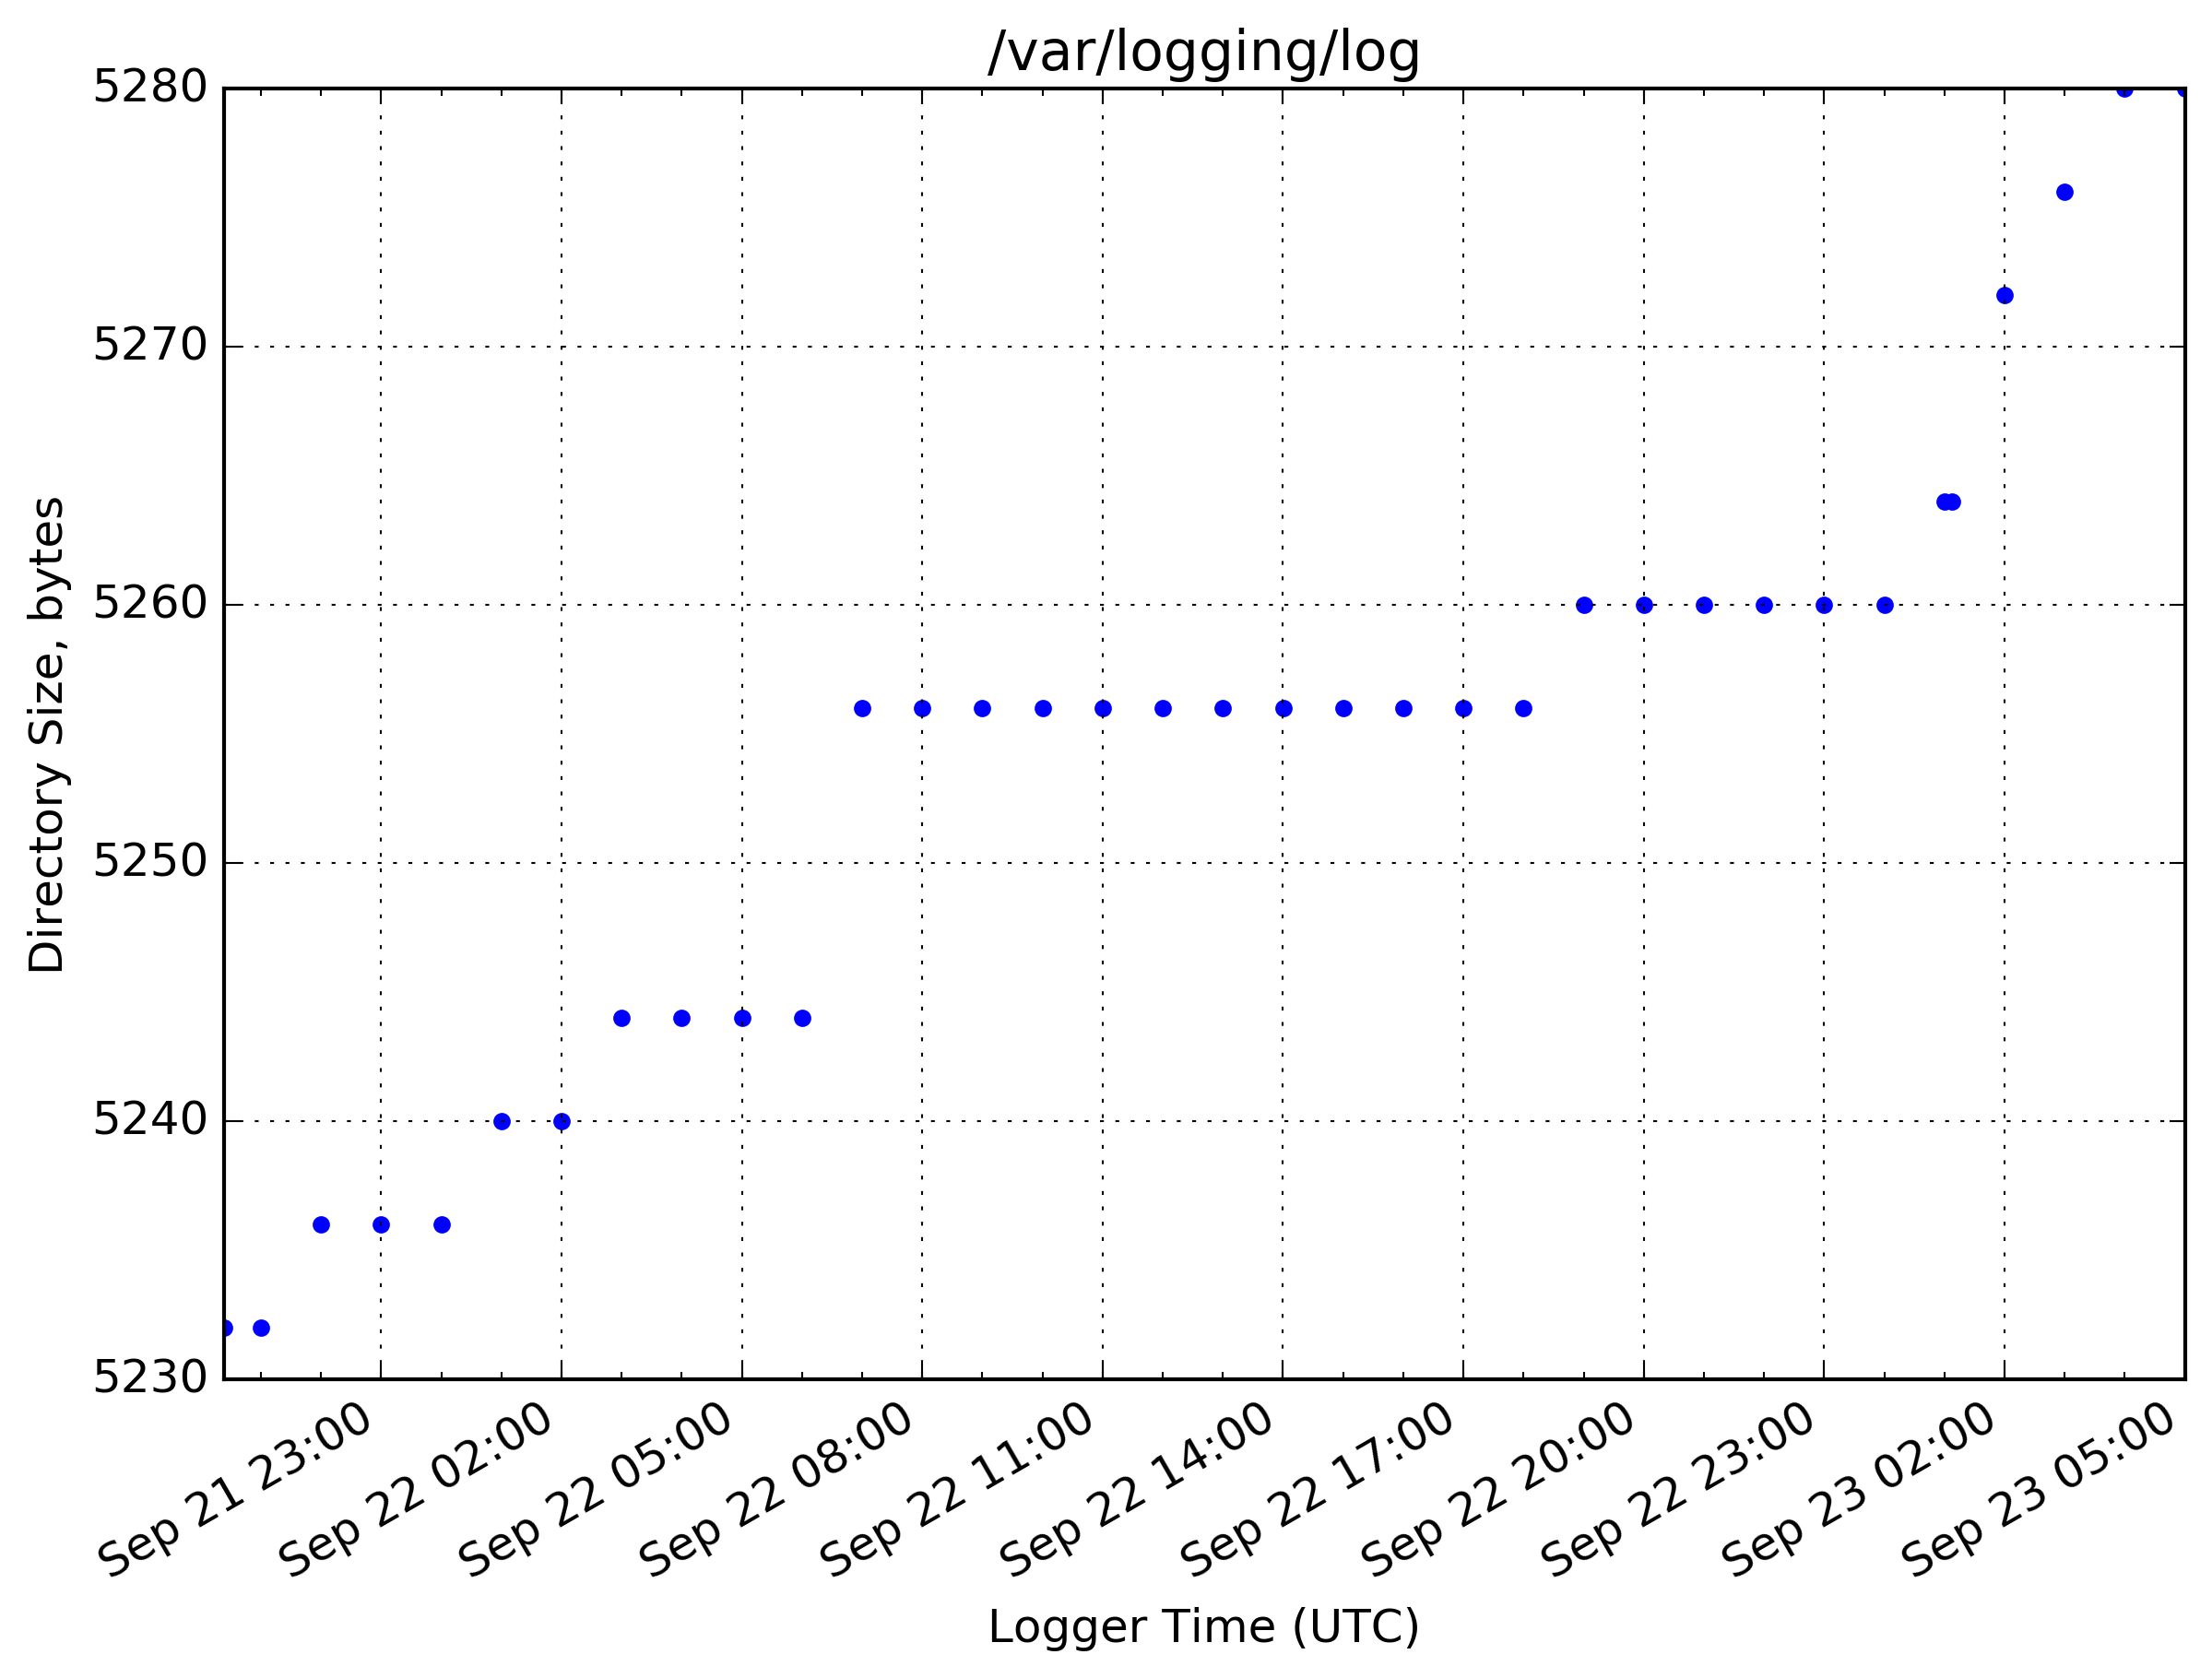 /var/logging/log
5280
5270
5260
5250
5240
5230
Directory Size, bytes
Sep 21 23:00
Sep 22 02:00
Sep 22 05:00
Sep 22 08:00
Sep 22 11:00
Sep 22 14:00
Sep 22 17:00
Sep 22 20:00
Sep 22 23:00
Sep 23 02:00
Sep 23 05:00
Logger Time (UTC)